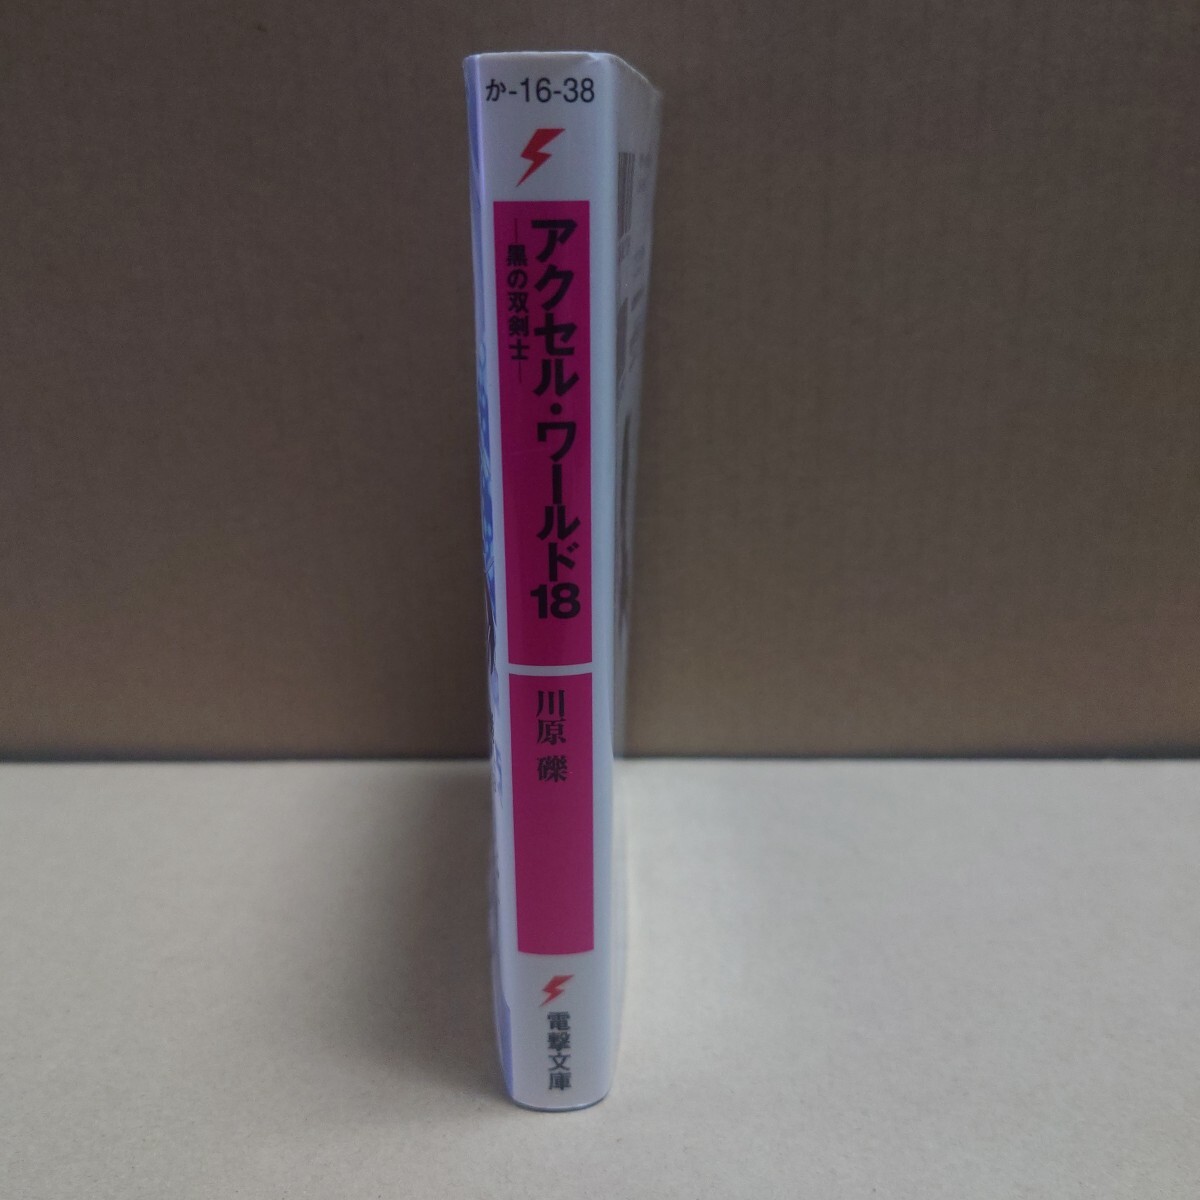 か-16-38
アクセル・ワールド18
―黒の双剣士―
川原 礫
電撃文庫